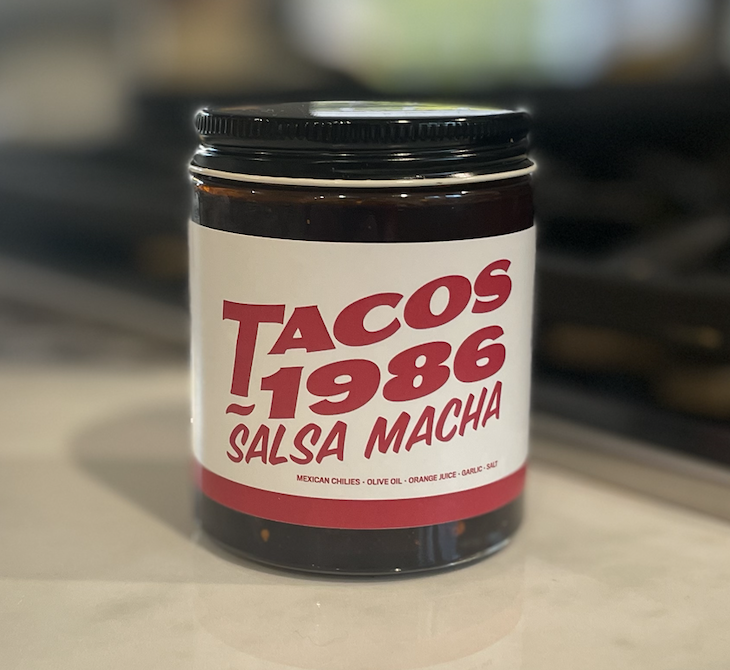 TACOS
1986
SALSA MACHA
MEXICAN CHILIES • OLIVE OIL • ORANGE JUICE • GARLIC • SALT